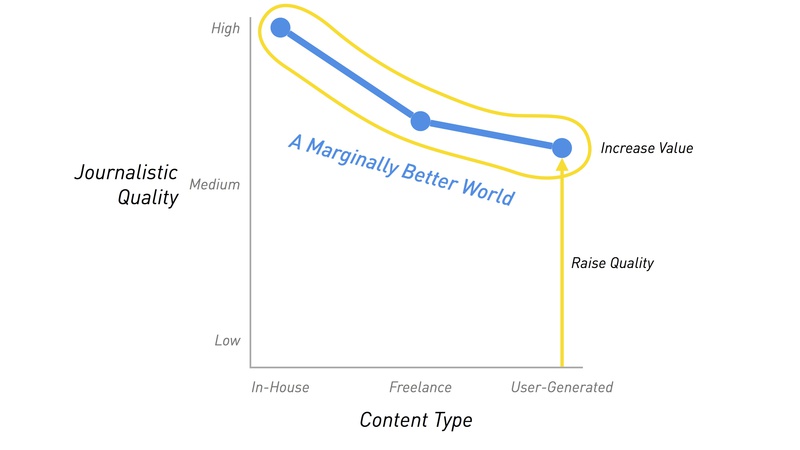 High
Journalistic
Quality
Medium
Low
A Marginally Better World
Increase Value
Raise Quality
In-House
Freelance
User-Generated
Content Type